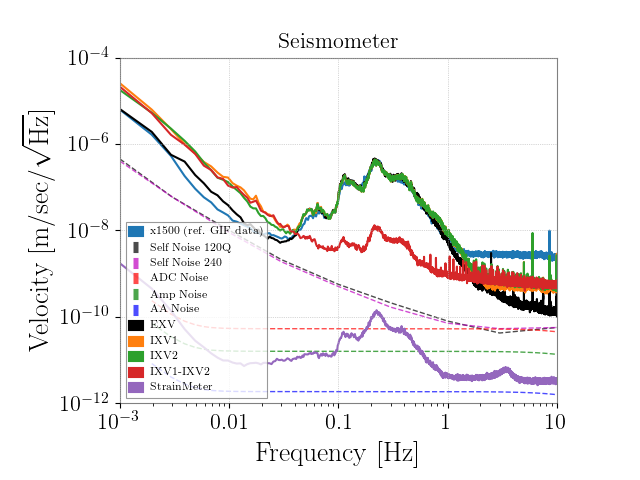 Seismometer
Velocity [m/sec/√Hz]
10⁻⁴
10⁻⁶
10⁻⁸
10⁻¹⁰
10⁻¹²
x1500 (ref. GIF data)
Self Noise 120Q
Self Noise 240
ADC Noise
Amp Noise
AA Noise
EXV
IXV1
IXV2
IXV1-IXV2
StrainMeter
10⁻³ 0.01 0.1 1 10
Frequency [Hz]